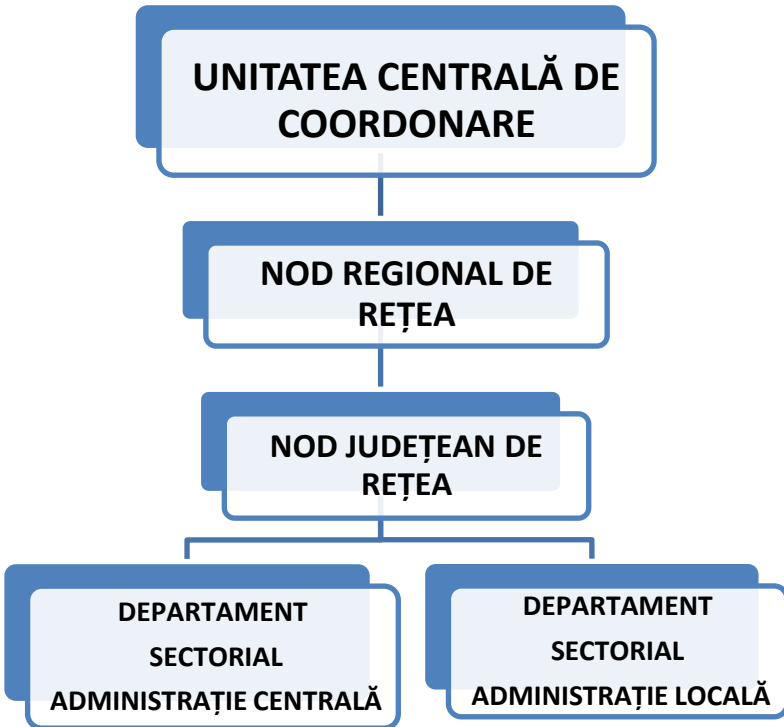 UNITATEA CENTRALĂ DE
COORDONARE
NOD REGIONAL DE
REȚEA
NOD JUDEȚEAN DE
REȚEA
DEPARTAMENT
SECTORIAL
ADMINISTRAȚIE CENTRALĂ
DEPARTAMENT
SECTORIAL
ADMINISTRAȚIE LOCALĂ